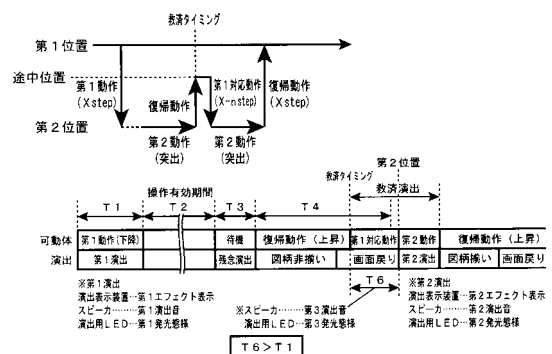 救済タイミング
第1位置
途中位置
第1動作
(Xstep)
復帰動作
第1対応動作
(X-nstep)
復帰動作
(Xstep)
第2位置
第2動作
(突出)
第2動作
(突出)
第2位置
救済タイミング
操作有効期間
救済演出
T1 T2 T3 T4
可動体 第1動作(下降) 待機 復帰動作(上昇) 第1対応動作 第2動作 復帰動作(上昇)
演出 第1演出 残念演出 図柄非揃い 画面戻り 第2演出 図柄揃い 画面戻り
T6
※第1演出
演出表示装置…第1エフェクト表示
スピーカ………第1演出音
演出用LED…第1発光態様
※スピーカ………第3演出音
演出用LED…第3発光態様
※第2演出
演出表示装置…第2エフェクト表示
スピーカ………第2演出音
演出用LED…第2発光態様
T6>T1